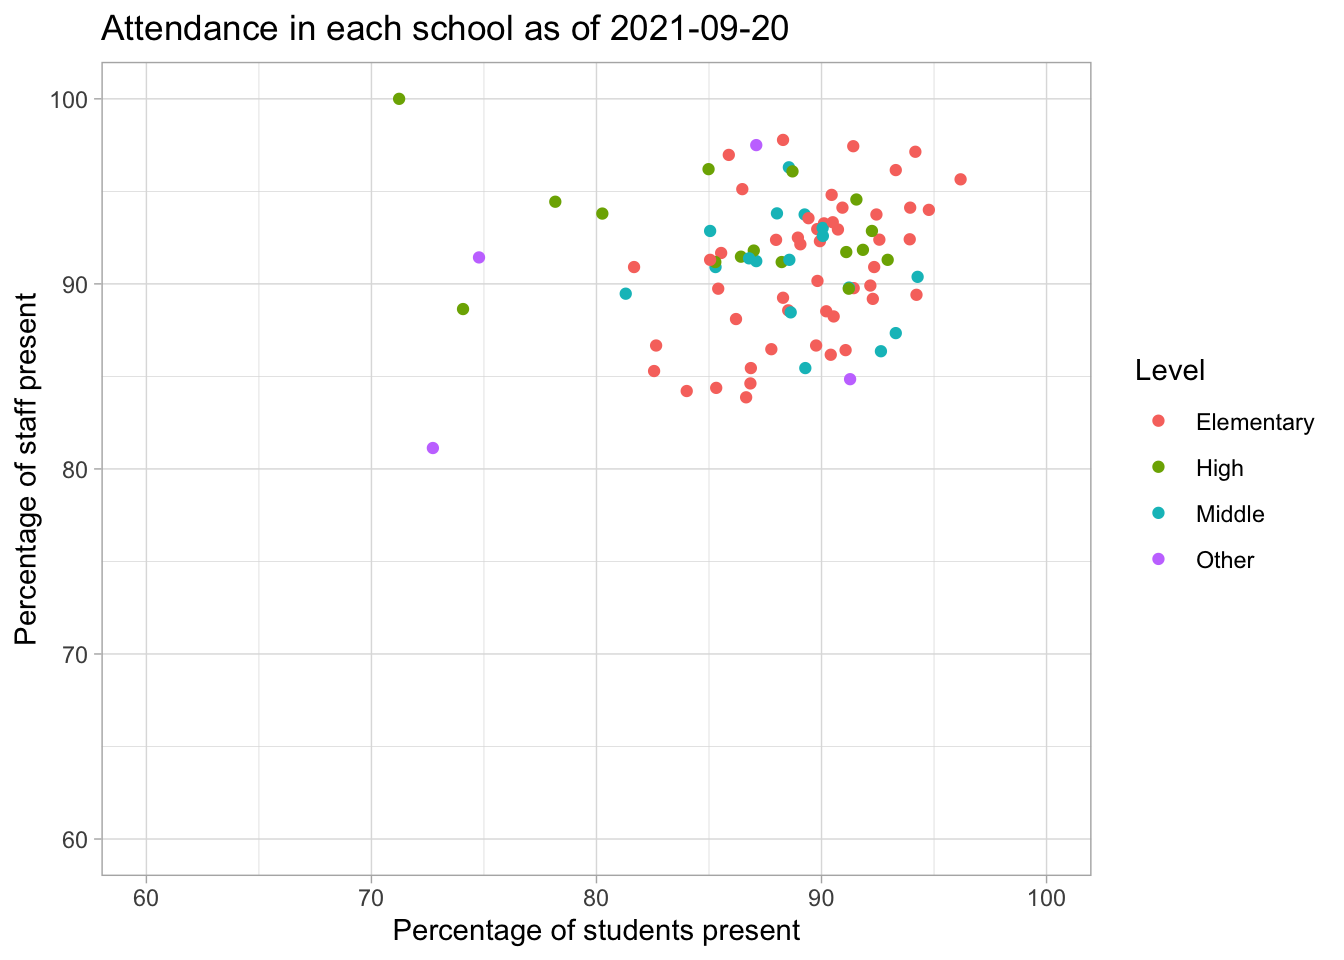 Attendance in each school as of 2021-09-20
Percentage of staff present
100
90
80
70
60
60 70 80 90 100
Percentage of students present
Level
Elementary
High
Middle
Other